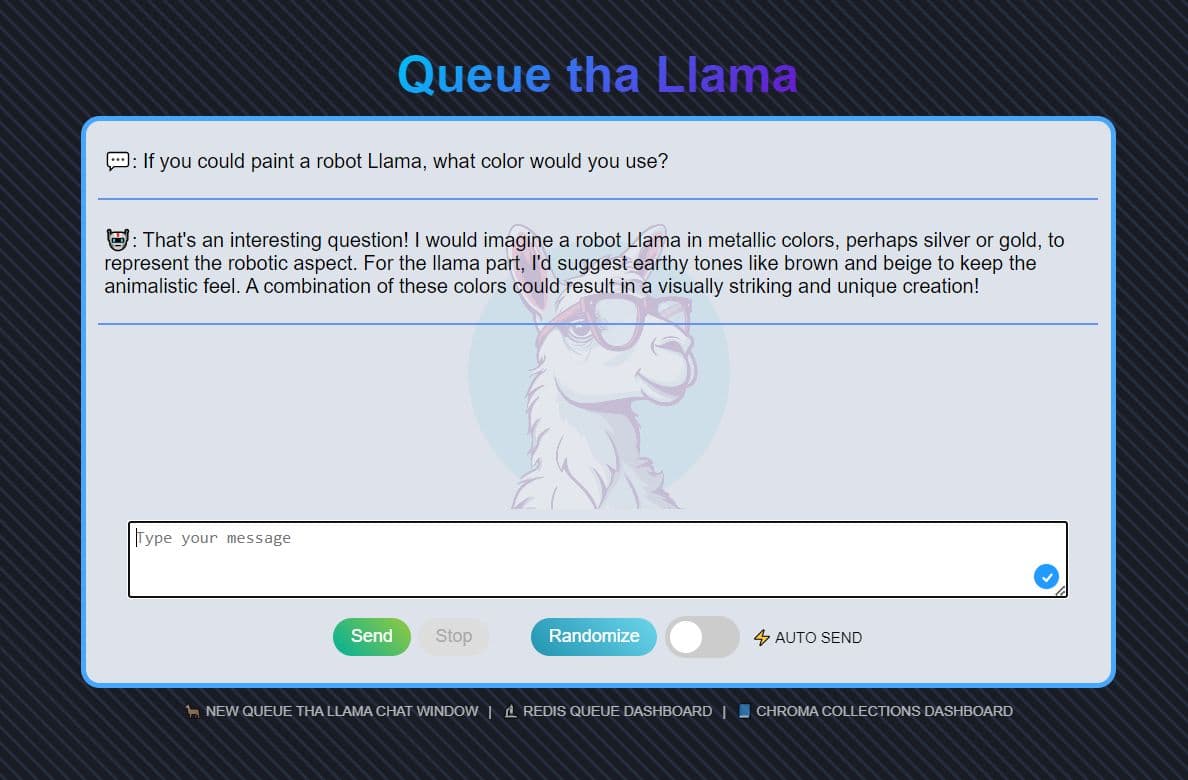 Queue tha Llama
💬: If you could paint a robot Llama, what color would you use?
🤖: That's an interesting question! I would imagine a robot Llama in metallic colors, perhaps silver or gold, to
represent the robotic aspect. For the llama part, I'd suggest earthy tones like brown and beige to keep the
animalistic feel. A combination of these colors could result in a visually striking and unique creation!
Type your message
Send Stop Randomize ⚡ AUTO SEND
NEW QUEUE THA LLAMA CHAT WINDOW | REDIS QUEUE DASHBOARD | CHROMA COLLECTIONS DASHBOARD